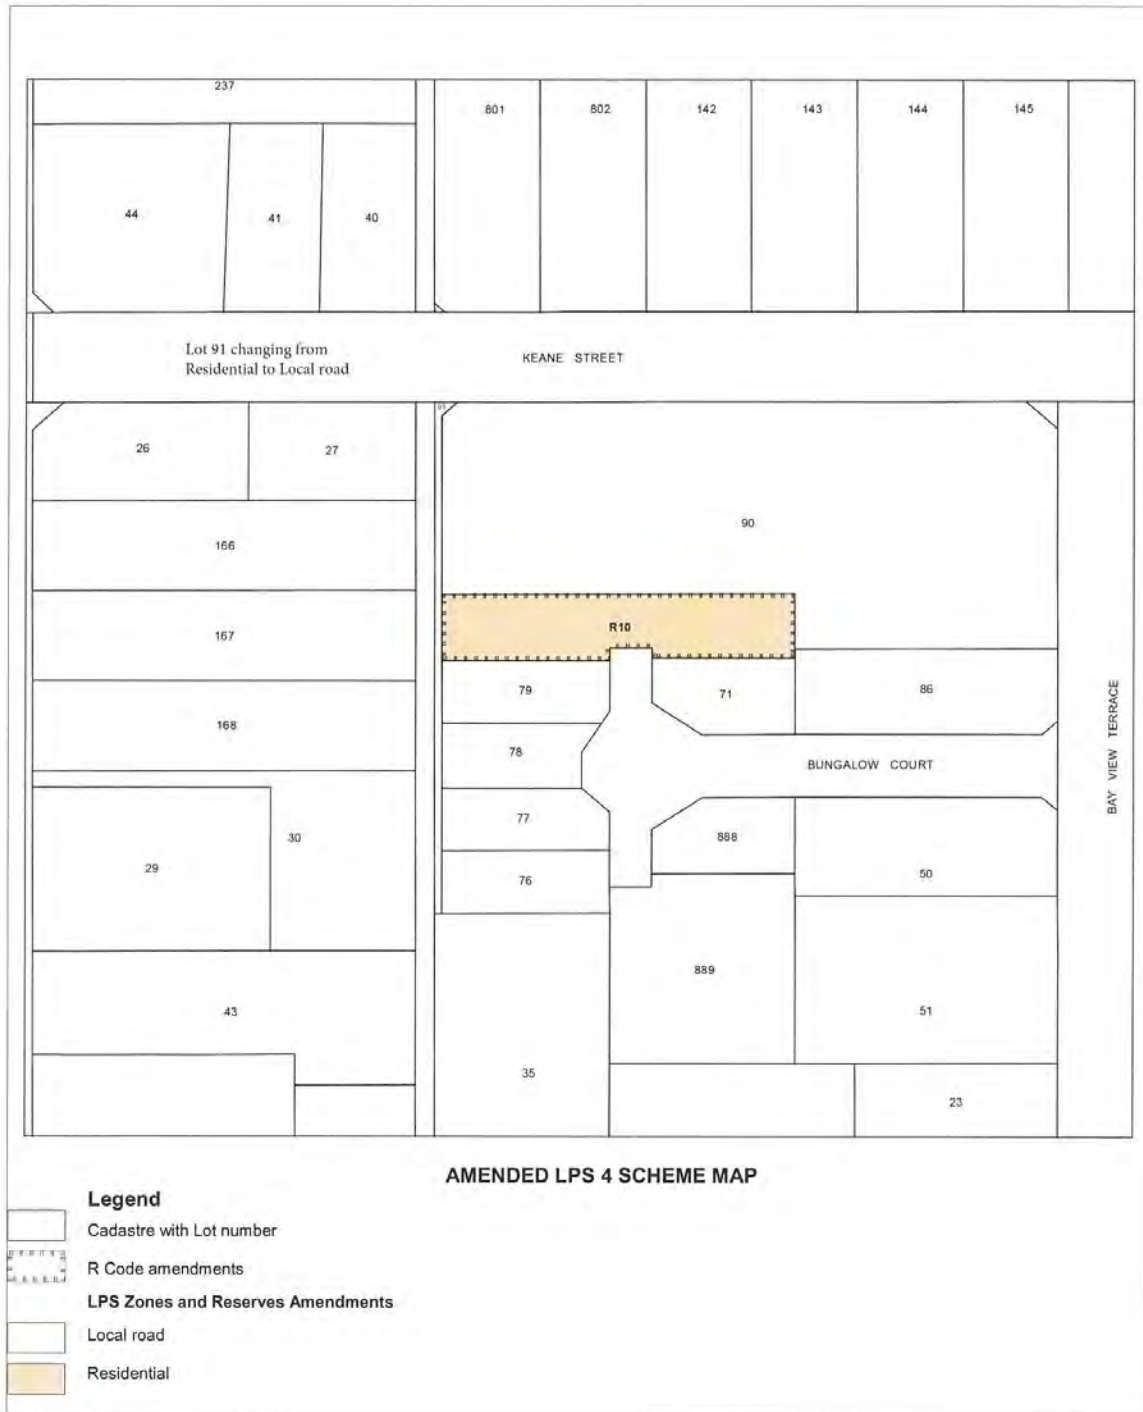 237
801
802
142
143
144
145
44
41
40
Lot 91 changing from
Residential to Local road
KEANE STREET
91
26
27
90
166
R10
167
79
71
86
168
78
BUNGALOW COURT
BAY VIEW TERRACE
77
888
30
29
76
50
889
43
51
35
23
AMENDED LPS 4 SCHEME MAP
Legend
Cadastre with Lot number
R Code amendments
LPS Zones and Reserves Amendments
Local road
Residential